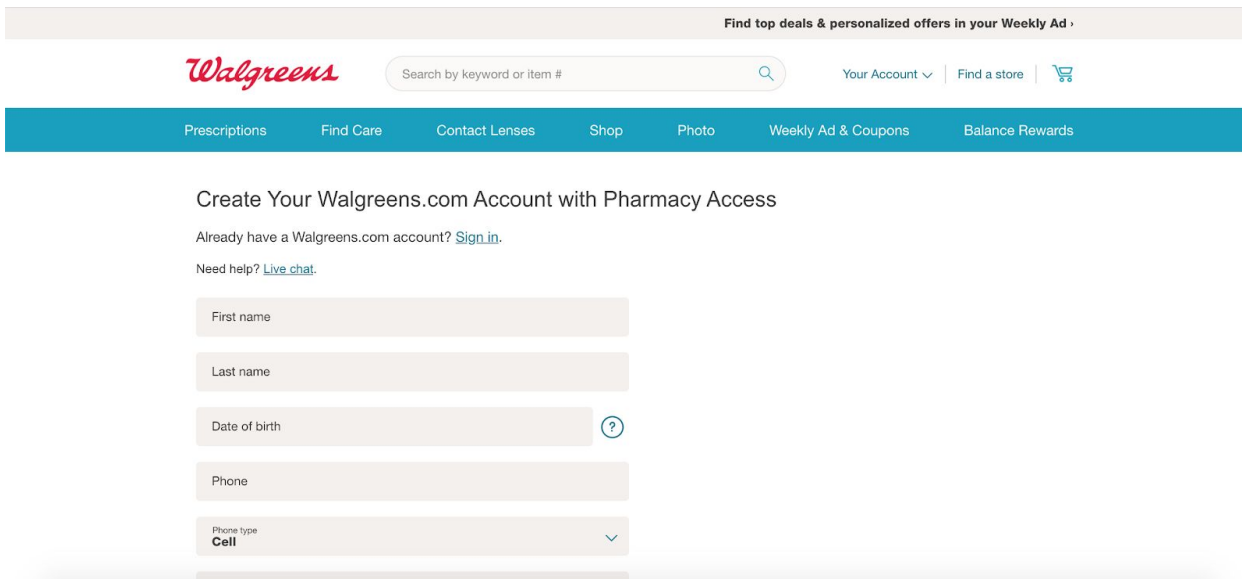 Find top deals & personalized offers in your Weekly Ad ›
Walgreens
Search by keyword or item #
Your Account
Find a store
Prescriptions
Find Care
Contact Lenses
Shop
Photo
Weekly Ad & Coupons
Balance Rewards
Create Your Walgreens.com Account with Pharmacy Access
Already have a Walgreens.com account? Sign in.
Need help? Live chat.
First name
Last name
Date of birth
?
Phone
Phone type
Cell